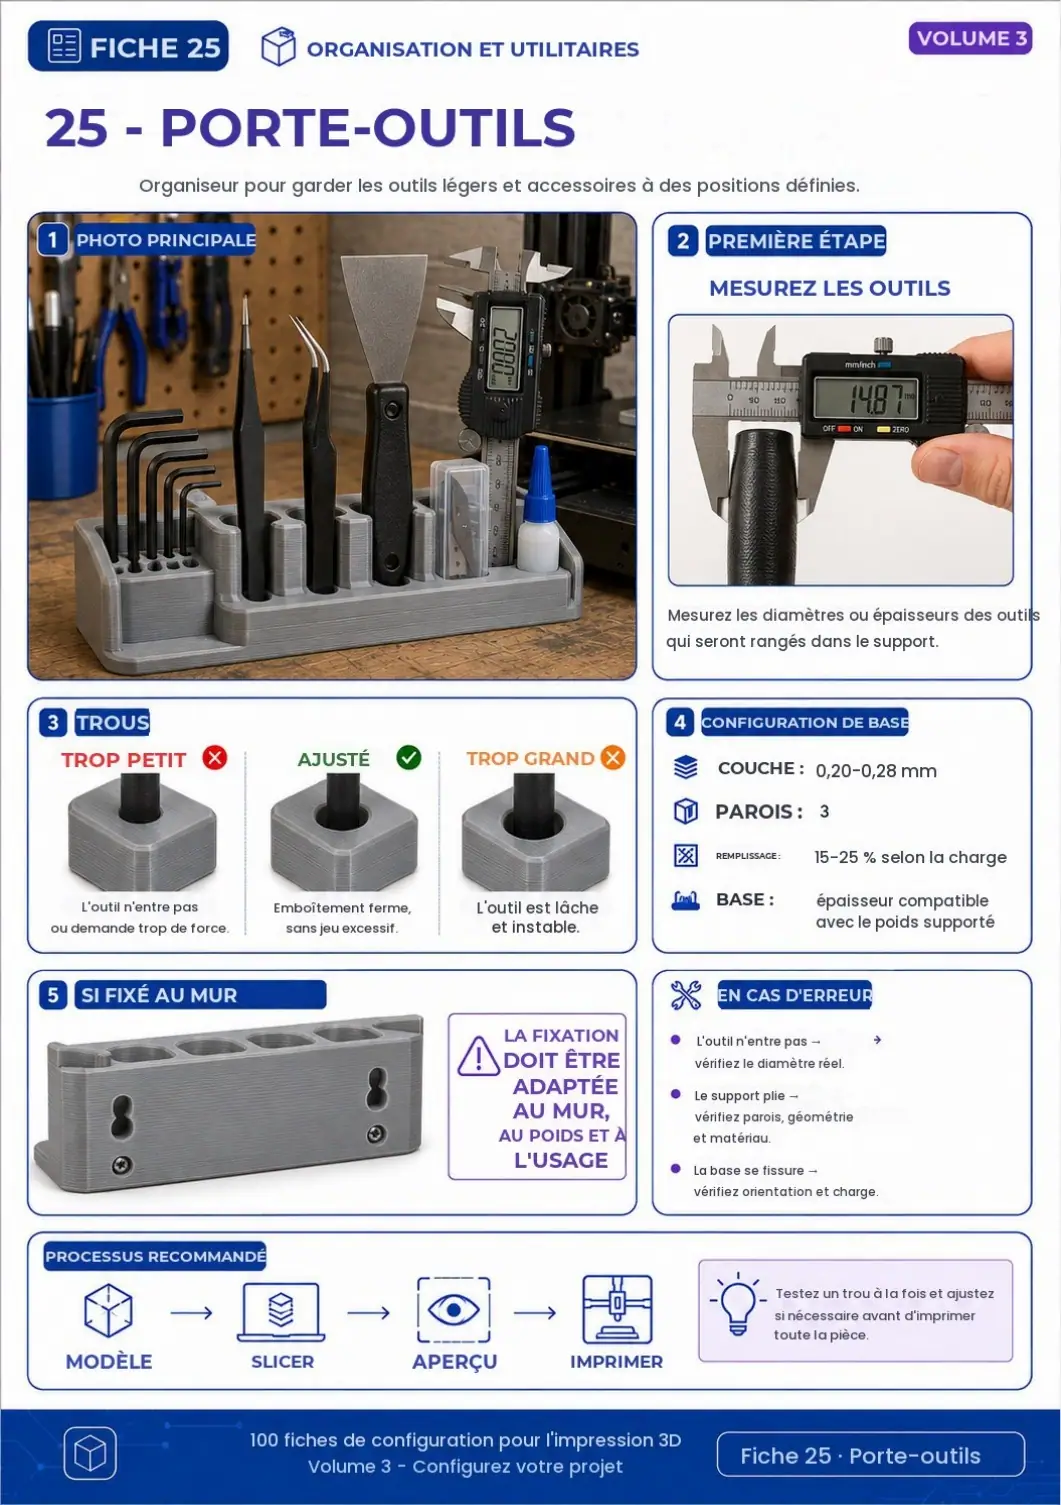 FICHE 25
ORGANISATION ET UTILITAIRES
VOLUME 3
25 - PORTE-OUTILS
Organiseur pour garder les outils légers et accessoires à des positions définies.
1 PHOTO PRINCIPALE
2 PREMIÈRE ÉTAPE
MESUREZ LES OUTILS
mm/inch
14.87
OFF ON ZERO
Mesurez les diamètres ou épaisseurs des outils
qui seront rangés dans le support.
3 TROUS
TROP PETIT
L'outil n'entre pas
ou demande trop de force.
AJUSTÉ
Emboîtement ferme,
sans jeu excessif.
TROP GRAND
L'outil est lâche
et instable.
4 CONFIGURATION DE BASE
COUCHE : 0,20-0,28 mm
PAROIS : 3
REMPLISSAGE : 15-25 % selon la charge
BASE : épaisseur compatible
avec le poids supporté
5 SI FIXÉ AU MUR
LA FIXATION
DOIT ÊTRE
ADAPTÉE
AU MUR,
AU POIDS ET À
L'USAGE
EN CAS D'ERREUR
L'outil n'entre pas → →
vérifiez le diamètre réel.
Le support plie →
vérifiez parois, géométrie
et matériau.
La base se fissure →
vérifiez orientation et charge.
PROCESSUS RECOMMANDÉ
MODÈLE
SLICER
APERÇU
IMPRIMER
Testez un trou à la fois et ajustez
si nécessaire avant d'imprimer
toute la pièce.
100 fiches de configuration pour l'impression 3D
Volume 3 - Configurez votre projet
Fiche 25 · Porte-outils